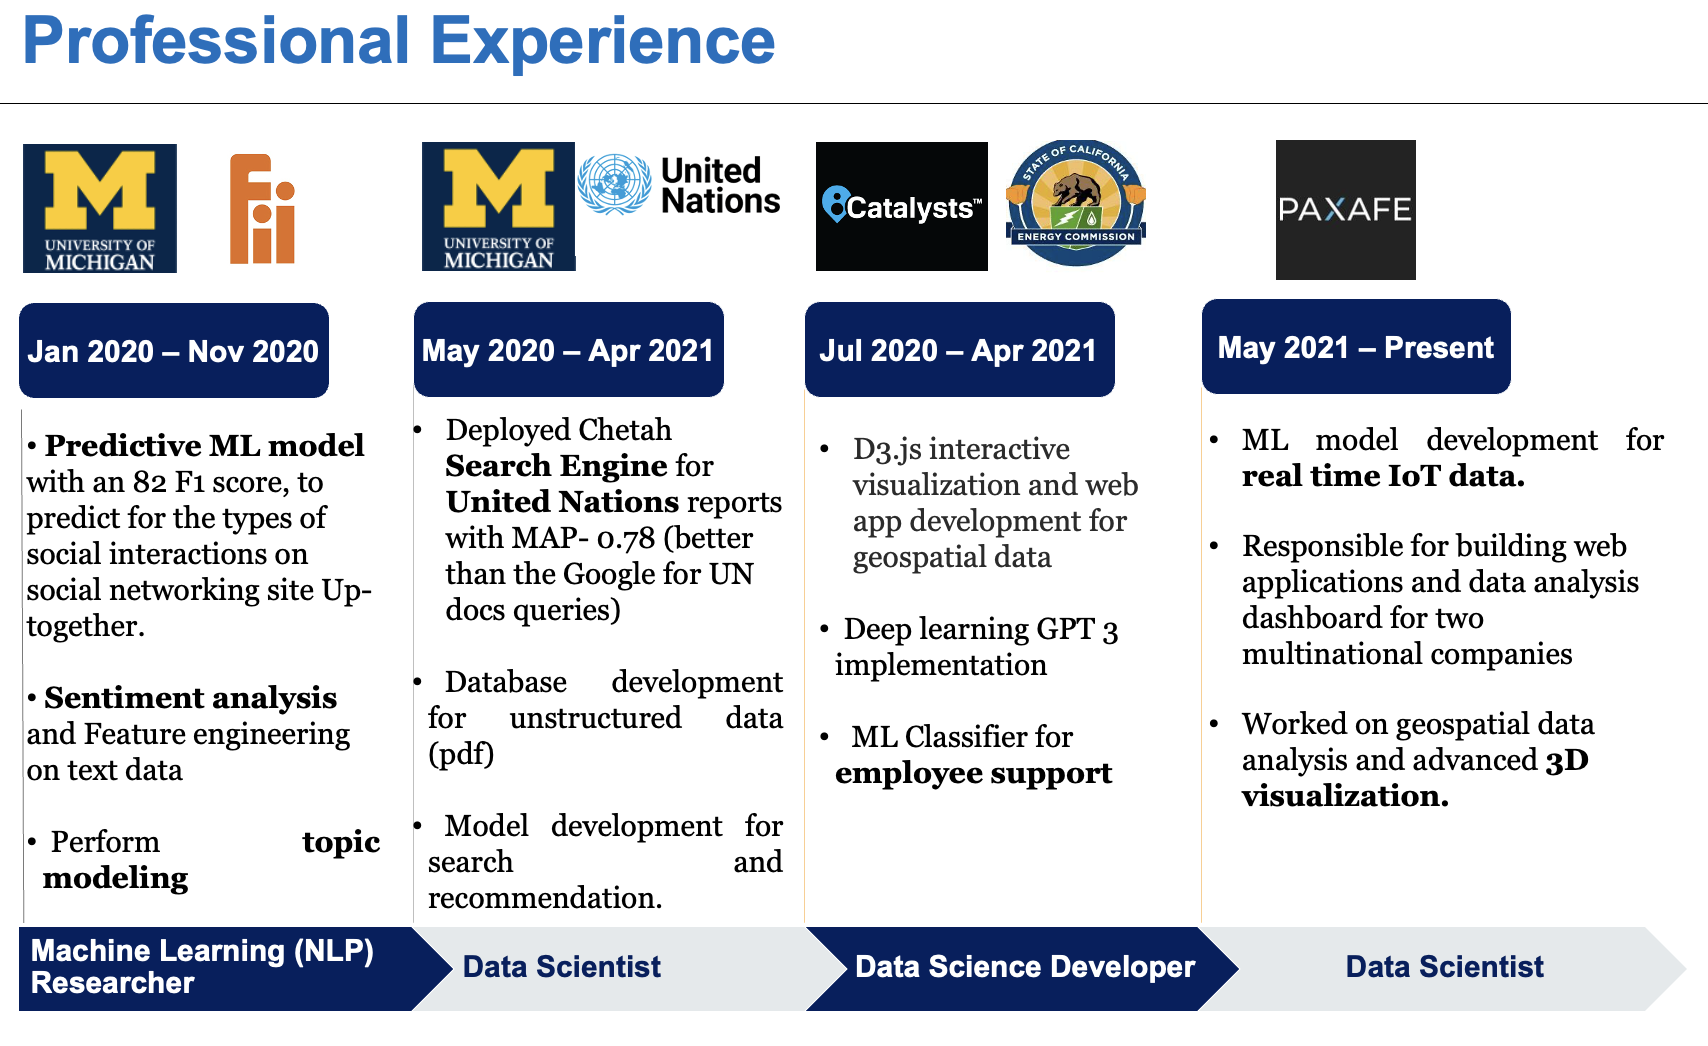 Professional Experience
M
UNIVERSITY OF
MICHIGAN
fii
M
UNIVERSITY OF
MICHIGAN
United
Nations
Catalysts™
STATE OF CALIFORNIA
ENERGY COMMISSION
PAXAFE
Jan 2020 – Nov 2020
• Predictive ML model
with an 82 F1 score, to
predict for the types of
social interactions on
social networking site Up-
together.
• Sentiment analysis
and Feature engineering
on text data
• Perform topic
modeling
Machine Learning (NLP)
Researcher
May 2020 – Apr 2021
• Deployed Chetah
Search Engine for
United Nations reports
with MAP- 0.78 (better
than the Google for UN
docs queries)
• Database development
for unstructured data
(pdf)
• Model development for
search and
recommendation.
Data Scientist
Jul 2020 – Apr 2021
• D3.js interactive
visualization and web
app development for
geospatial data
• Deep learning GPT 3
implementation
• ML Classifier for
employee support
Data Science Developer
May 2021 – Present
• ML model development for
real time IoT data.
• Responsible for building web
applications and data analysis
dashboard for two
multinational companies
• Worked on geospatial data
analysis and advanced 3D
visualization.
Data Scientist